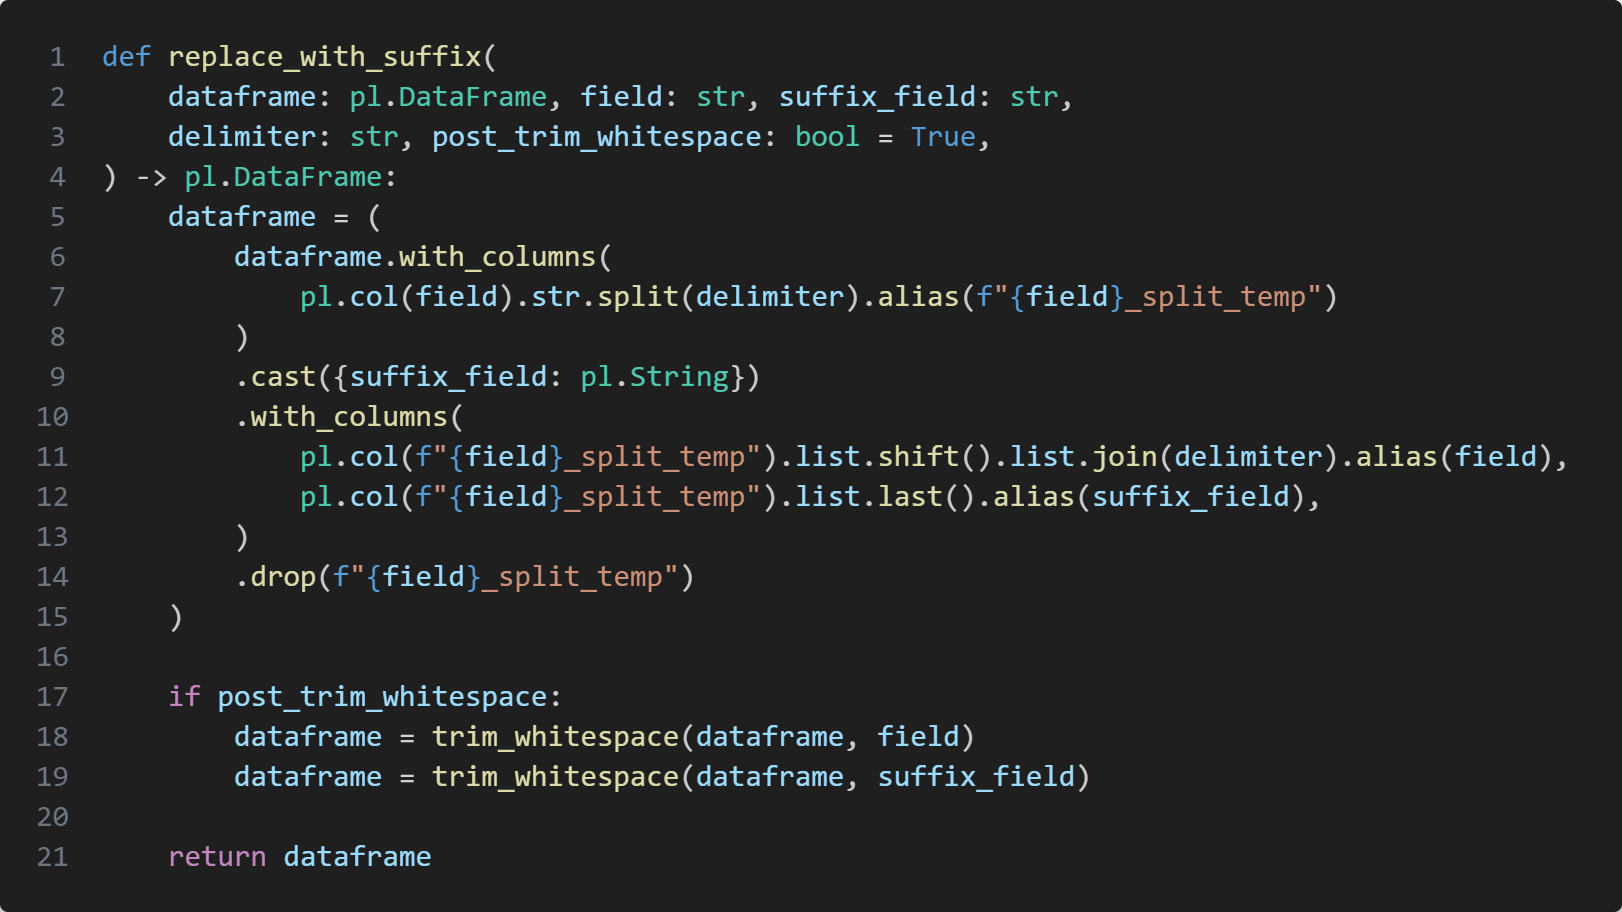 1 def replace_with_suffix(
2     dataframe: pl.DataFrame, field: str, suffix_field: str,
3     delimiter: str, post_trim_whitespace: bool = True,
4 ) -> pl.DataFrame:
5     dataframe = (
6         dataframe.with_columns(
7             pl.col(field).str.split(delimiter).alias(f"{field}_split_temp")
8         )
9         .cast({suffix_field: pl.String})
10         .with_columns(
11             pl.col(f"{field}_split_temp").list.shift().list.join(delimiter).alias(field),
12             pl.col(f"{field}_split_temp").list.last().alias(suffix_field),
13         )
14         .drop(f"{field}_split_temp")
15     )
16
17     if post_trim_whitespace:
18         dataframe = trim_whitespace(dataframe, field)
19         dataframe = trim_whitespace(dataframe, suffix_field)
20
21     return dataframe